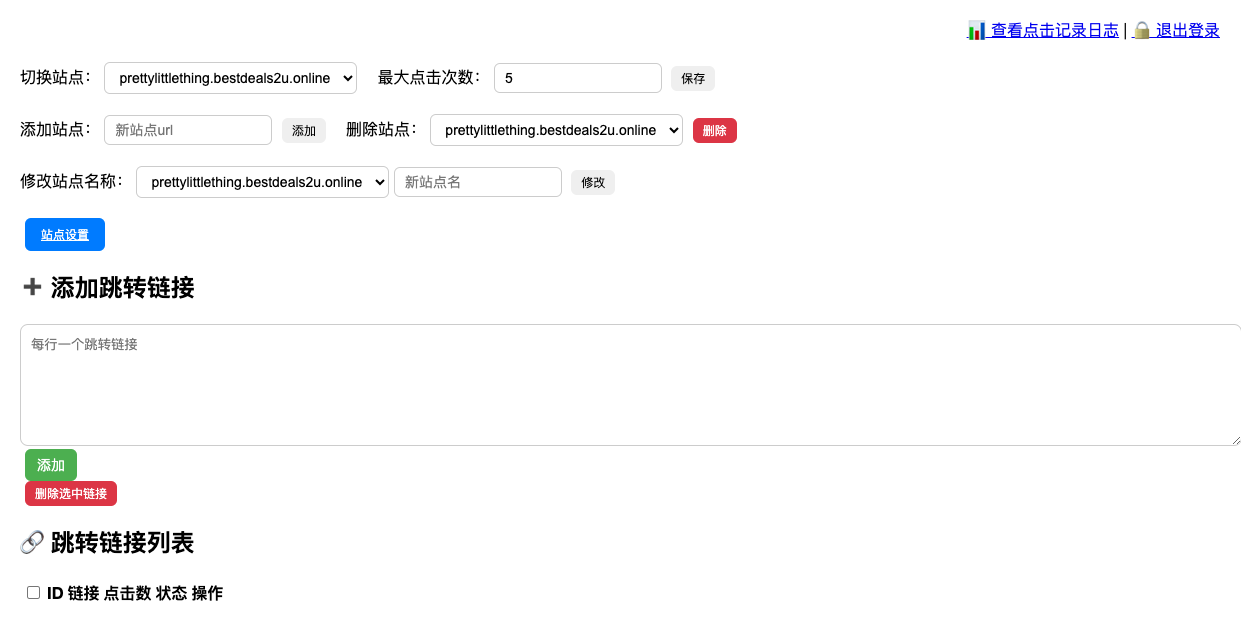 📊 查看点击记录日志 | 🔒 退出登录
切换站点： prettylittlething.bestdeals2u.online 最大点击次数： 5 保存
添加站点： 新站点url 添加 删除站点： prettylittlething.bestdeals2u.online 删除
修改站点名称： prettylittlething.bestdeals2u.online 新站点名 修改
站点设置
➕ 添加跳转链接
每行一个跳转链接
添加
删除选中链接
🔗 跳转链接列表
ID 链接 点击数 状态 操作